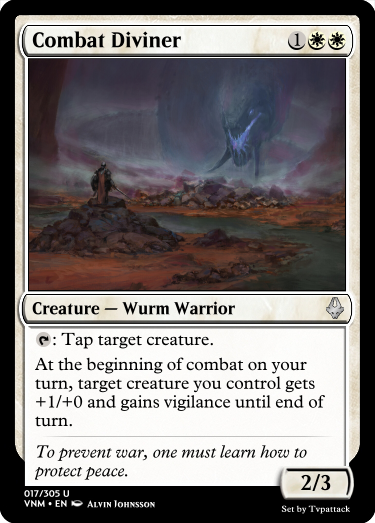 Combat Diviner 1
Creature — Wurm Warrior
: Tap target creature.
At the beginning of combat on your
turn, target creature you control gets
+1/+0 and gains vigilance until end of
turn.
To prevent war, one must learn how to
protect peace.
2/3
017/305 U
VNM • EN Alvin Johnsson
Set by Tvpattack